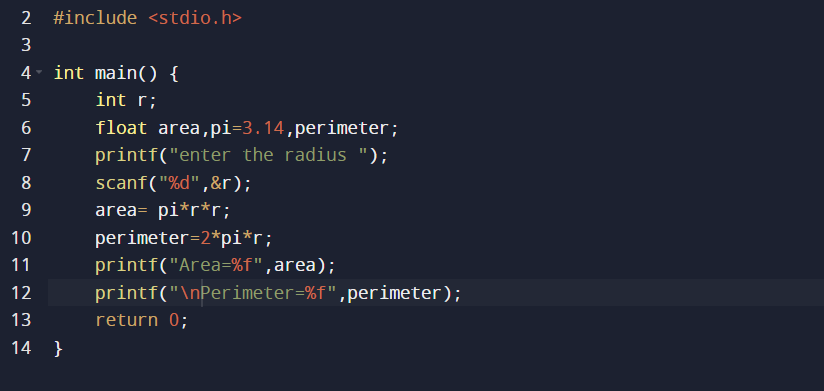 2 #include <stdio.h>
3
4 int main() {
5     int r;
6     float area,pi=3.14,perimeter;
7     printf("enter the radius ");
8     scanf("%d",&r);
9     area= pi*r*r;
10     perimeter=2*pi*r;
11     printf("Area=%f",area);
12     printf("\nPerimeter=%f",perimeter);
13     return 0;
14 }